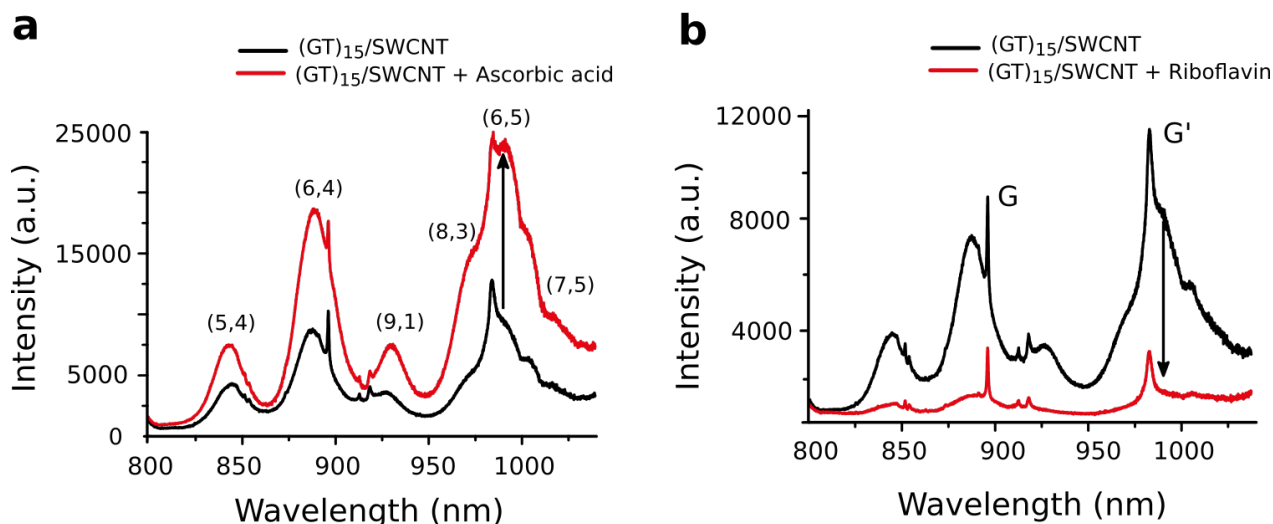 a
(GT)15/SWCNT
(GT)15/SWCNT + Ascorbic acid
Intensity (a.u.)
25000
15000
5000
0
(5,4)
(6,4)
(9,1)
(8,3)
(6,5)
(7,5)
800
850
900
950
1000
Wavelength (nm)
b
(GT)15/SWCNT
(GT)15/SWCNT + Riboflavin
Intensity (a.u.)
12000
8000
4000
G
G'
800
850
900
950
1000
Wavelength (nm)